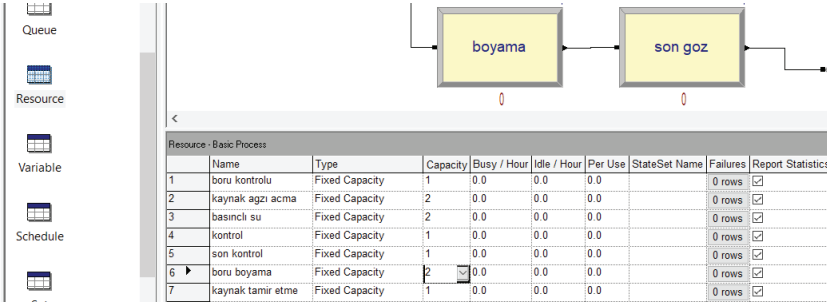 Queue
Resource
Variable
Schedule
boyama
son goz
0
0
Resource - Basic Process
Name Type Capacity Busy / Hour Idle / Hour Per Use StateSet Name Failures Report Statistics
1 boru kontrolu Fixed Capacity 1 0.0 0.0 0.0 0 rows
2 kaynak agzı acma Fixed Capacity 2 0.0 0.0 0.0 0 rows
3 basınclı su Fixed Capacity 2 0.0 0.0 0.0 0 rows
4 kontrol Fixed Capacity 1 0.0 0.0 0.0 0 rows
5 son kontrol Fixed Capacity 1 0.0 0.0 0.0 0 rows
6 boru boyama Fixed Capacity 2 0.0 0.0 0.0 0 rows
7 kaynak tamir etme Fixed Capacity 1 0.0 0.0 0.0 0 rows